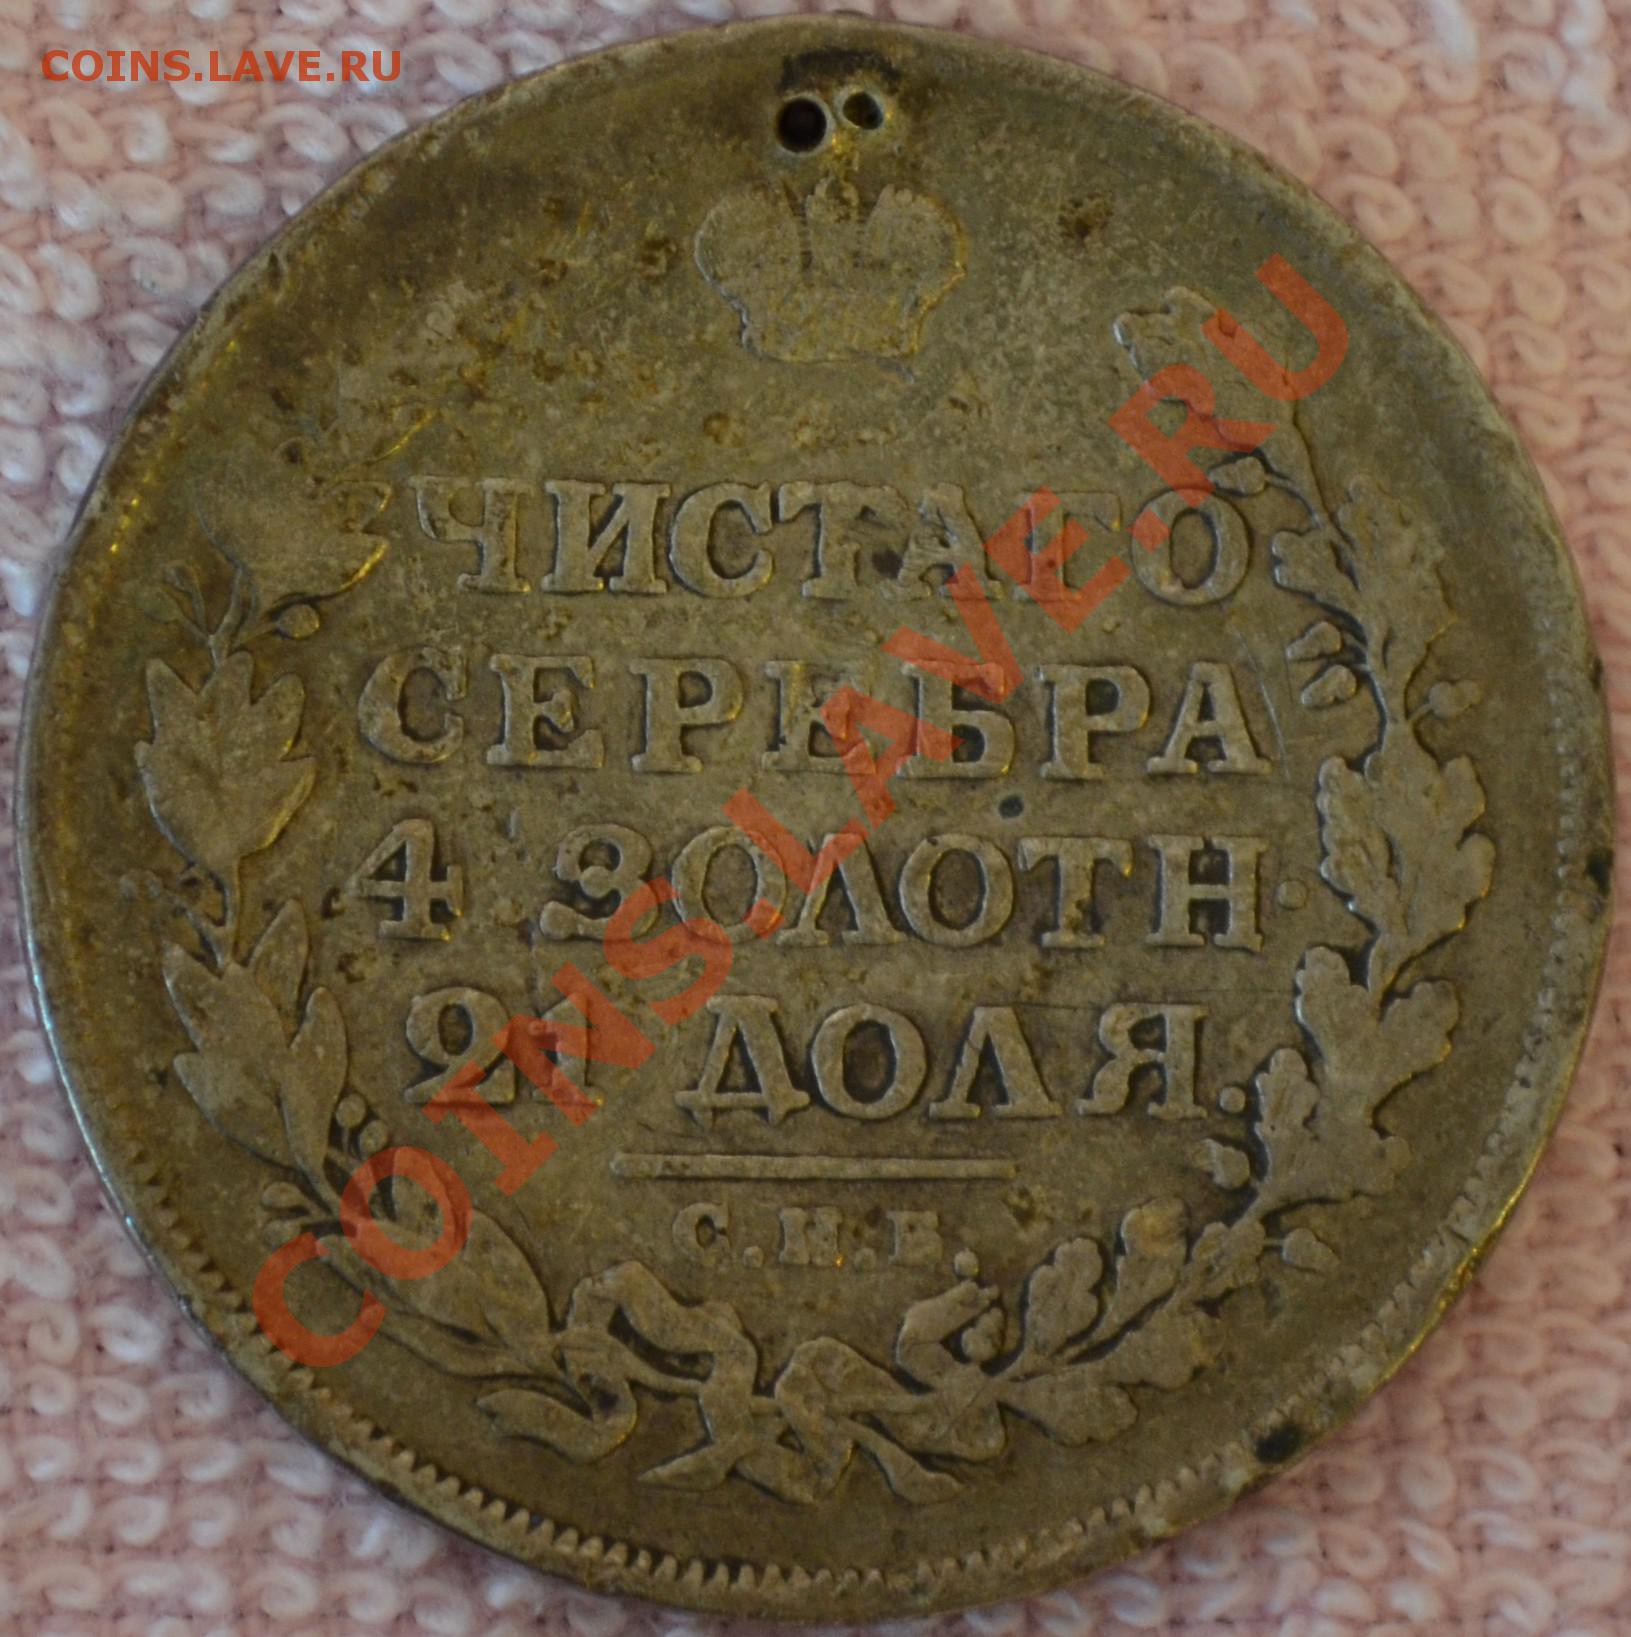 COINS.LAVE.RU
ЧИСТАГО
СЕРЕБРА
4 ЗОЛОТН.
21 ДОЛЯ.
С.П.Б.
COINS.LAVE.RU